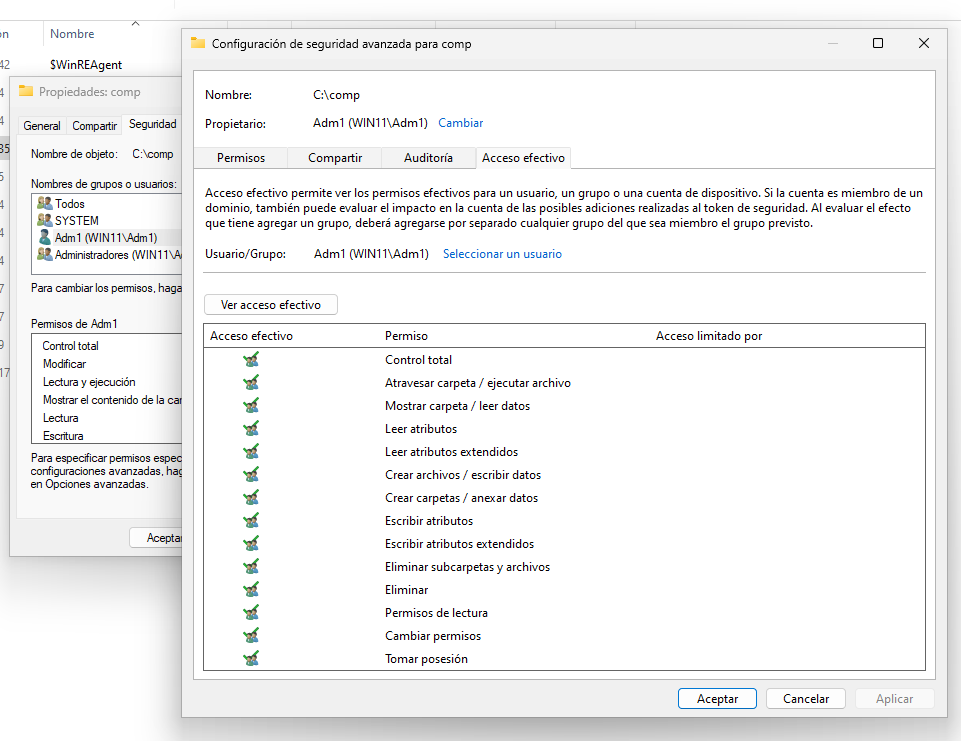 Nombre
$WinREAgent
Propiedades: comp
General
Compartir
Seguridad
Nombre de objeto:
C:\comp
Nombres de grupos o usuarios:
Todos
SYSTEM
Adm1 (WIN11\Adm1)
Administradores (WIN11\A
Para cambiar los permisos, haga
Permisos de Adm1
Control total
Modificar
Lectura y ejecución
Mostrar el contenido de la car
Lectura
Escritura
Para especificar permisos espec
configuraciones avanzadas, hag
en Opciones avanzadas.
Aceptar
Configuración de seguridad avanzada para comp
Nombre:
C:\comp
Propietario:
Adm1 (WIN11\Adm1)
Cambiar
Permisos
Compartir
Auditoría
Acceso efectivo
Acceso efectivo permite ver los permisos efectivos para un usuario, un grupo o una cuenta de dispositivo. Si la cuenta es miembro de un
dominio, también puede evaluar el impacto en la cuenta de las posibles adiciones realizadas al token de seguridad. Al evaluar el efecto
que tiene agregar un grupo, deberá agregarse por separado cualquier grupo del que sea miembro el grupo previsto.
Usuario/Grupo:
Adm1 (WIN11\Adm1)
Seleccionar un usuario
Ver acceso efectivo
Acceso efectivo
Permiso
Acceso limitado por
Control total
Atravesar carpeta / ejecutar archivo
Mostrar carpeta / leer datos
Leer atributos
Leer atributos extendidos
Crear archivos / escribir datos
Crear carpetas / anexar datos
Escribir atributos
Escribir atributos extendidos
Eliminar subcarpetas y archivos
Eliminar
Permisos de lectura
Cambiar permisos
Tomar posesión
Aceptar
Cancelar
Aplicar